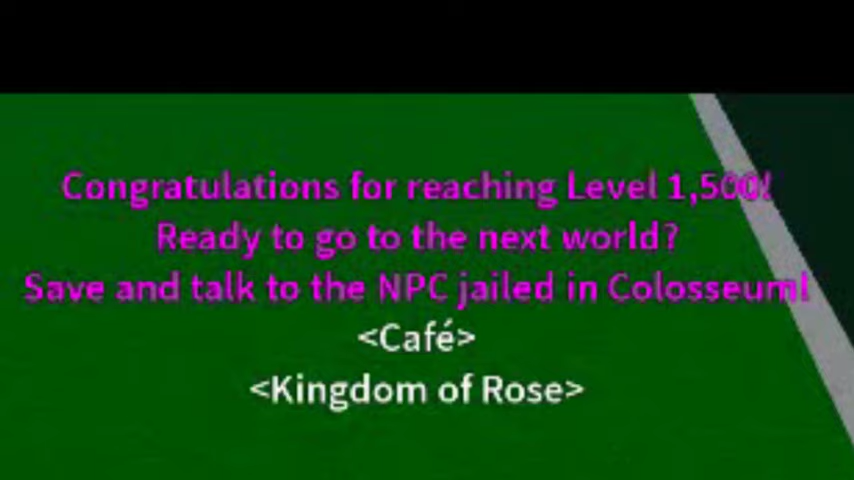 Congratulations for reaching Level 1,500!
Ready to go to the next world?
Save and talk to the NPC jailed in Colosseum!
<Café>
<Kingdom of Rose>